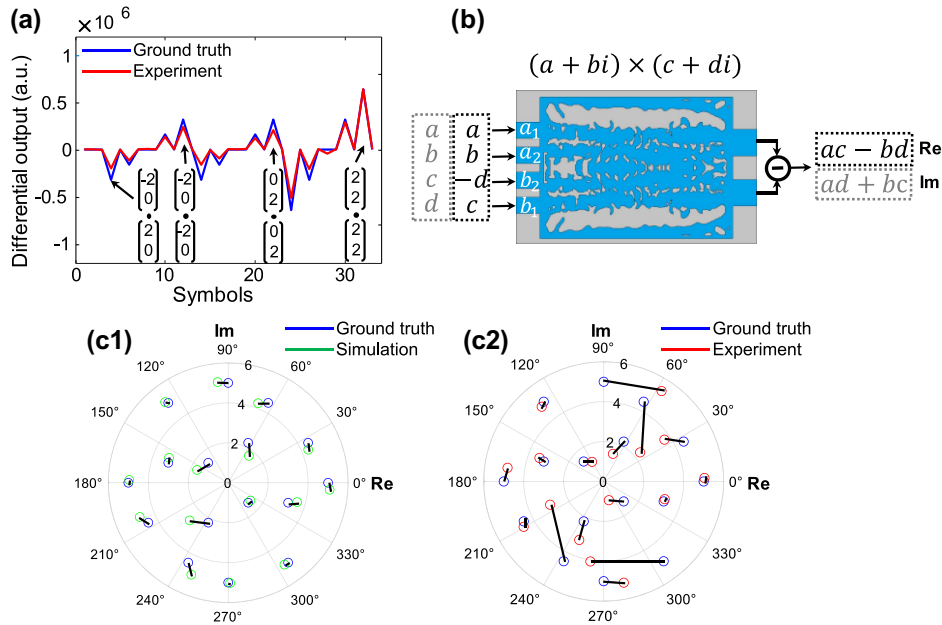 (a)
× 10 6
Ground truth
Experiment
Differential output (a.u.)
1
0.5
0
-0.5
-1
-2 -2 0 2
0 0 2 2
2 -2 0 2
0 0 2 2
0 10 20 30
Symbols
(b)
(a + bi) × (c + di)
a a a1
b b a2
c −d b2
d c b1
−
ac − bd Re
ad + bc Im
(c1)
Im
Ground truth
Simulation
90°
120° 60°
150° 30°
180° 0° Re
210° 330°
240° 300°
270°
6
4
2
0
(c2)
Im
Ground truth
Experiment
90°
120° 60°
150° 30°
180° 0° Re
210° 330°
240° 300°
270°
6
4
2
0